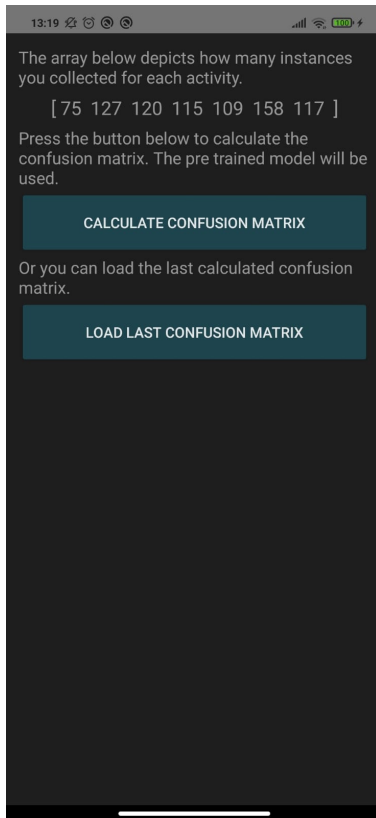 13:19 100
The array below depicts how many instances
you collected for each activity.
[ 75 127 120 115 109 158 117 ]
Press the button below to calculate the
confusion matrix. The pre trained model will be
used.
CALCULATE CONFUSION MATRIX
Or you can load the last calculated confusion
matrix.
LOAD LAST CONFUSION MATRIX